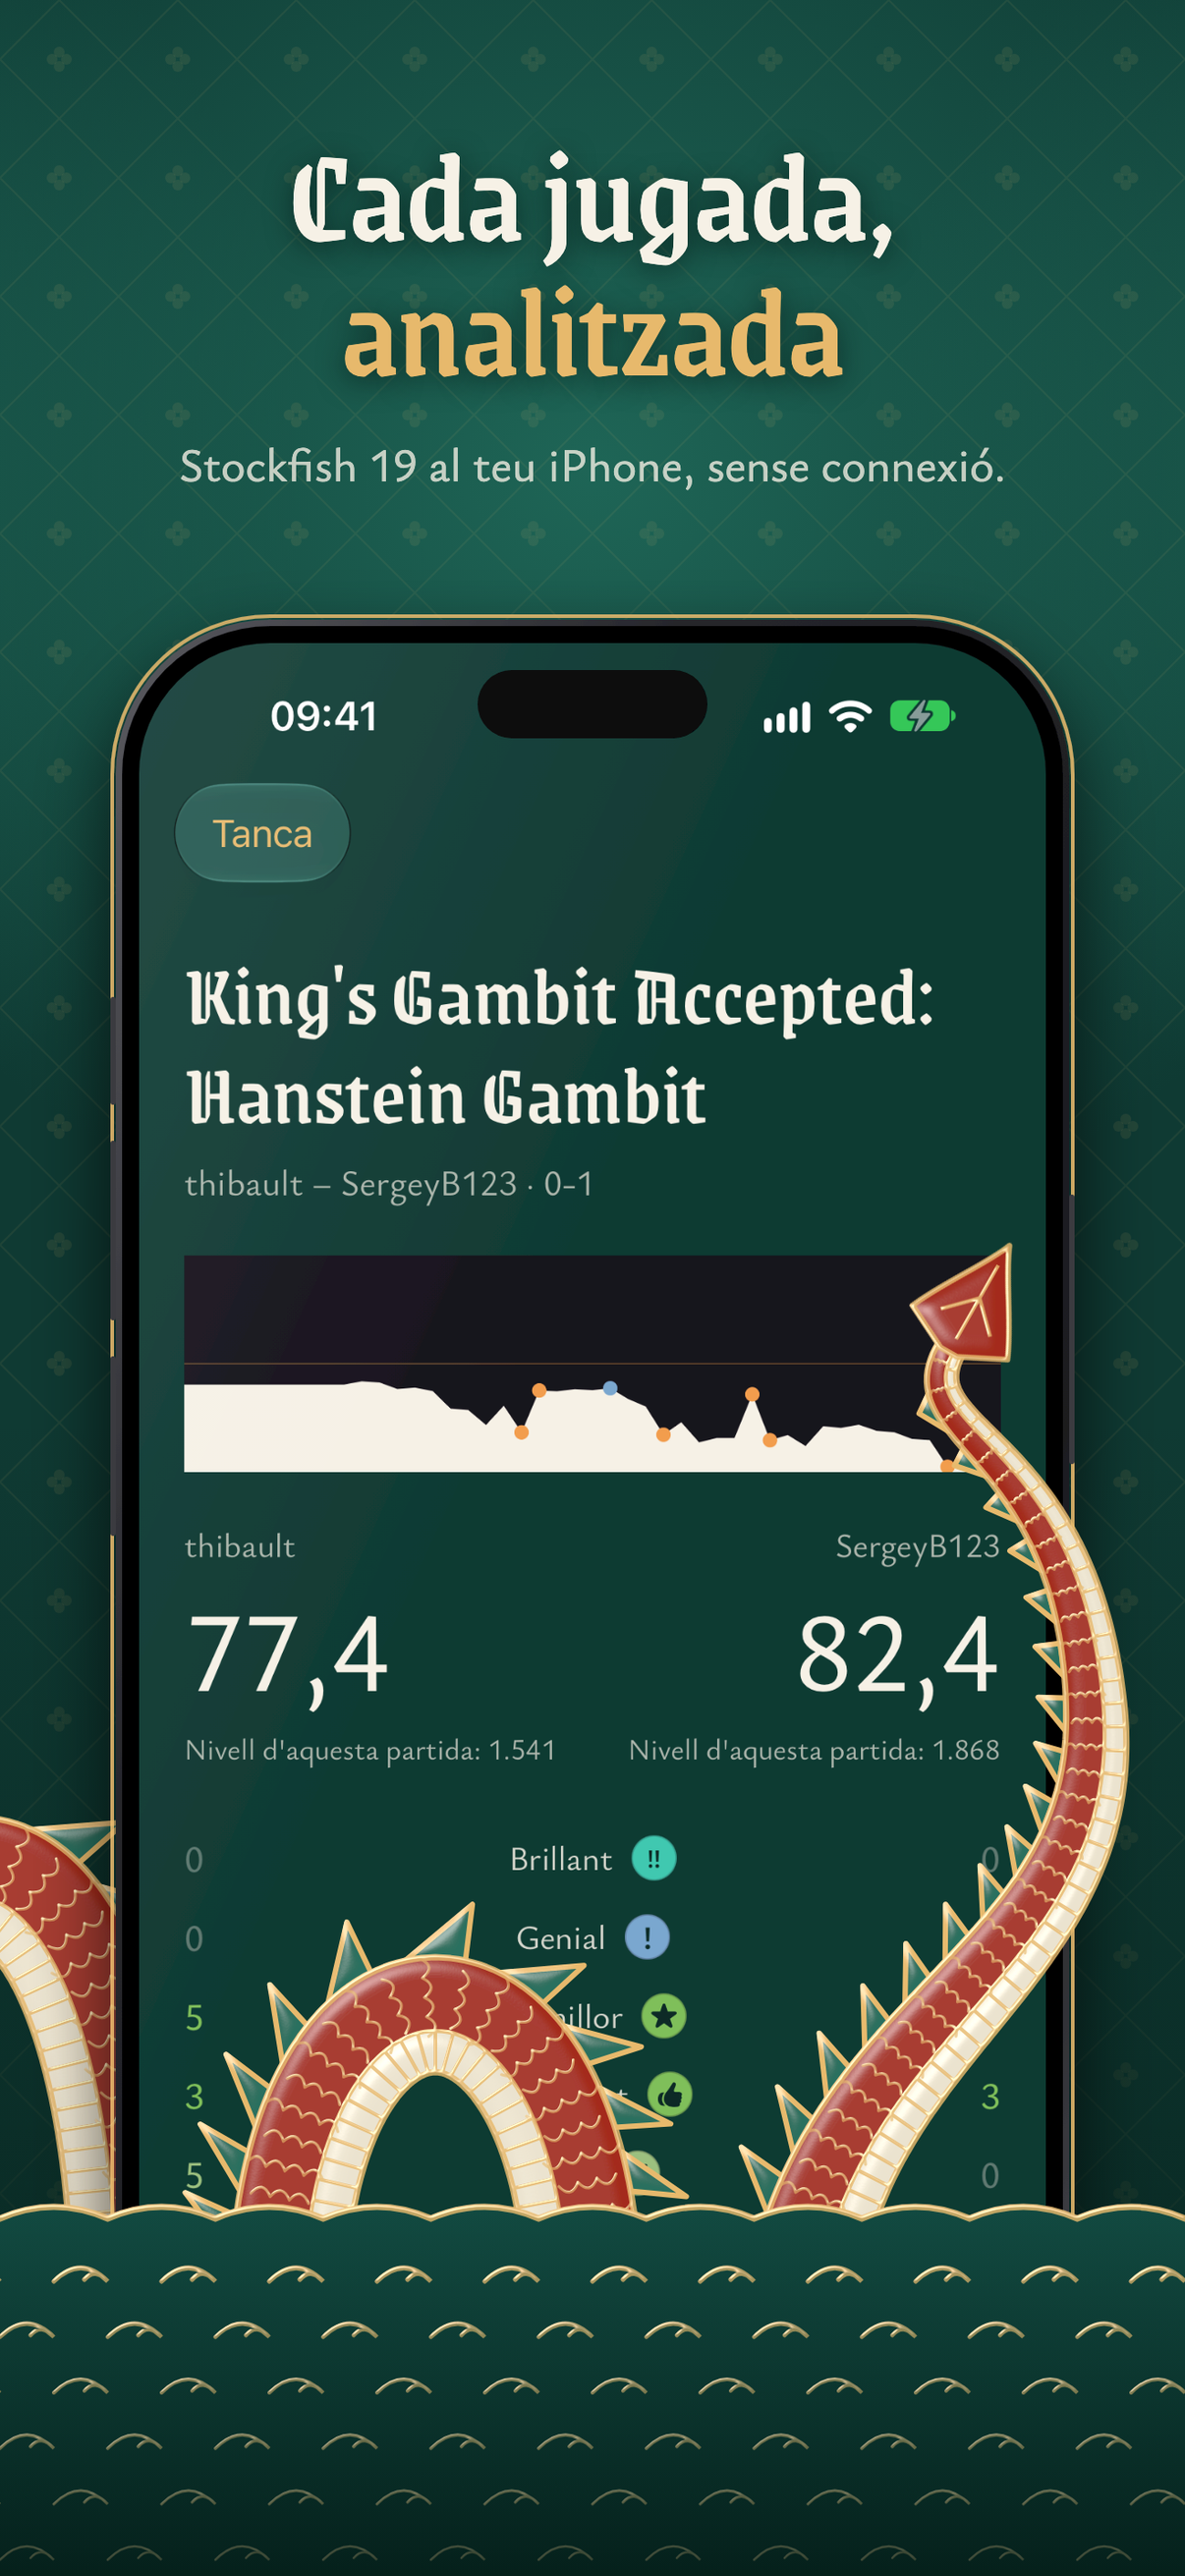 Cada jugada,
analitzada
Stockfish 19 al teu iPhone, sense connexió.
09:41
Tanca
King's Gambit Accepted:
Hanstein Gambit
thibault – SergeyB123 · 0-1
thibault SergeyB123
77,4 82,4
Nivell d'aquesta partida: 1.541 Nivell d'aquesta partida: 1.868
0 Brillant !! 0
0 Genial !
5
3 3
5 0